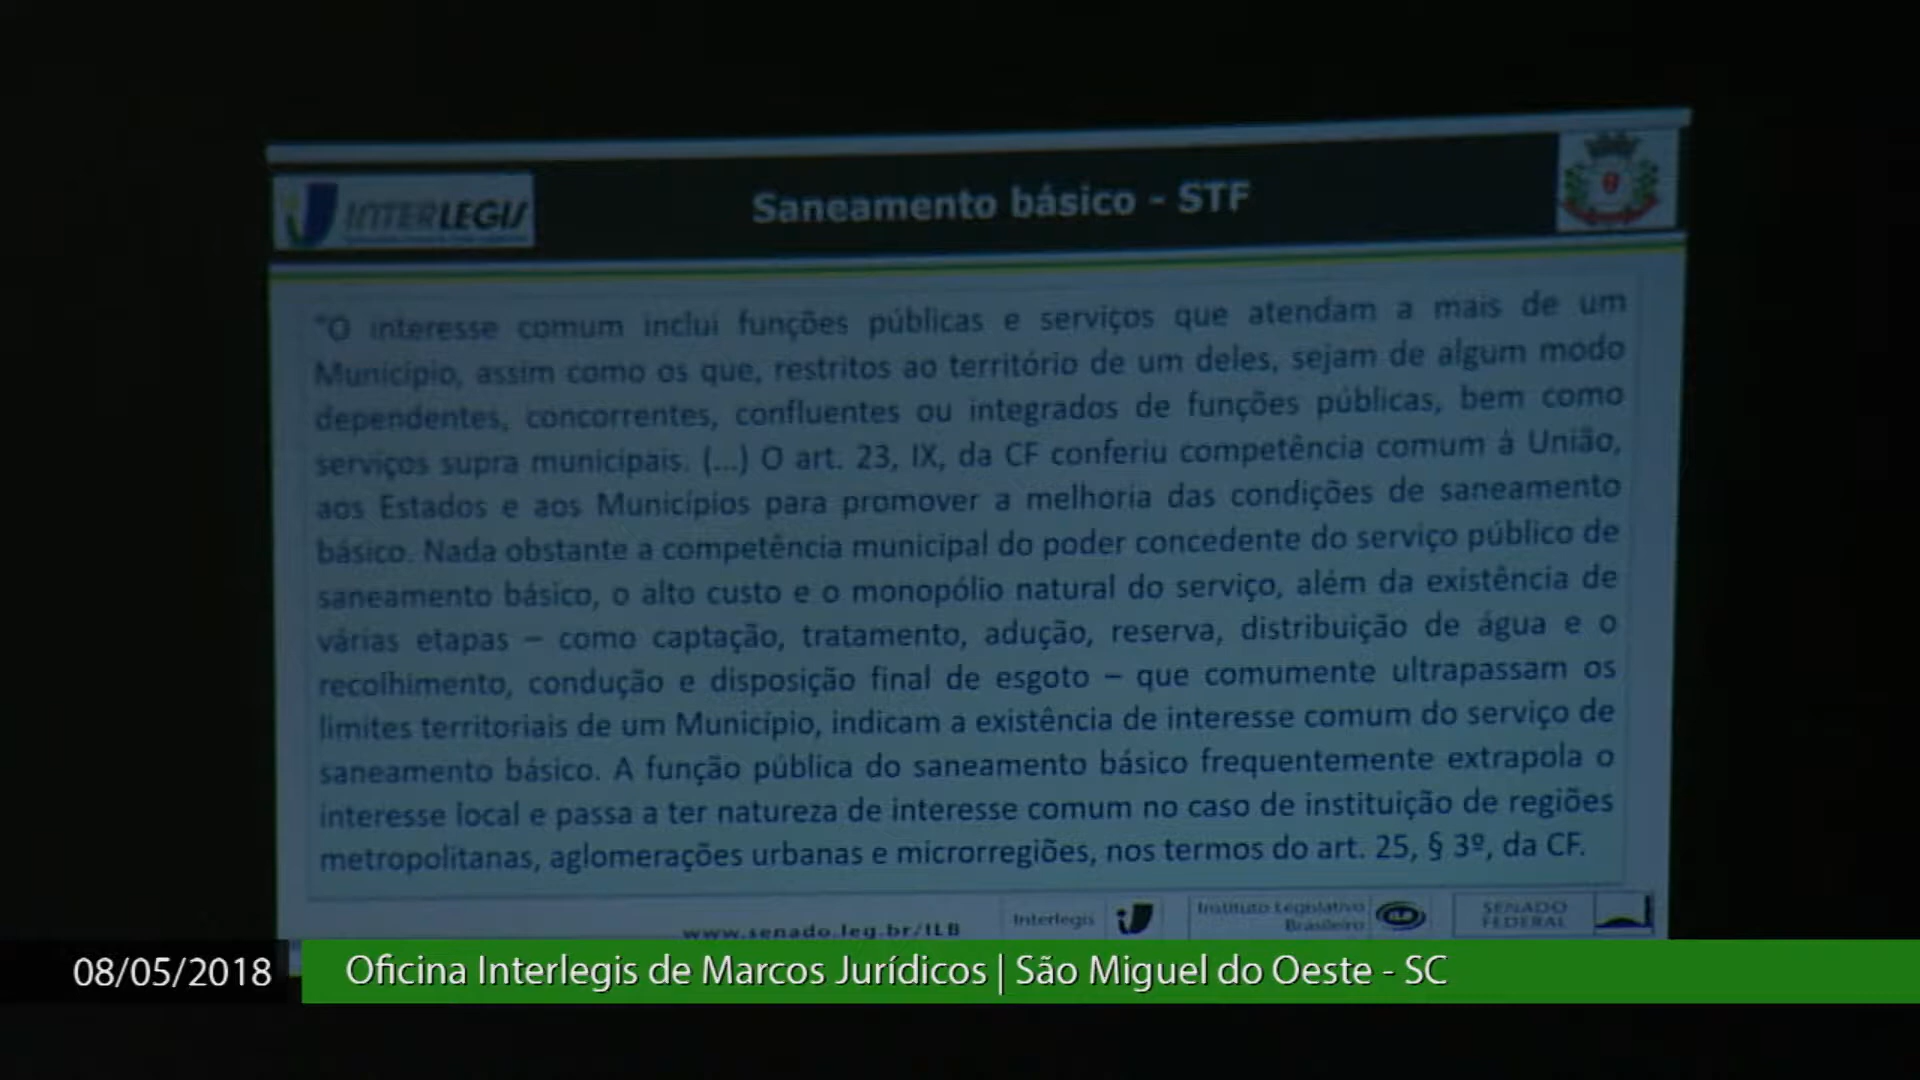 INTERLEGIS
Saneamento básico - STF
"O interesse comum inclui funções públicas e serviços que atendam a mais de um
Município, assim como os que, restritos ao território de um deles, sejam de algum modo
dependentes, concorrentes, confluentes ou integrados de funções públicas, bem como
serviços supra municipais. (...) O art. 23, IX, da CF conferiu competência comum à União,
aos Estados e aos Municípios para promover a melhoria das condições de saneamento
básico. Nada obstante a competência municipal do poder concedente do serviço público de
saneamento básico, o alto custo e o monopólio natural do serviço, além da existência de
várias etapas – como captação, tratamento, adução, reserva, distribuição de água e o
recolhimento, condução e disposição final de esgoto – que comumente ultrapassam os
limites territoriais de um Município, indicam a existência de interesse comum do serviço de
saneamento básico. A função pública do saneamento básico frequentemente extrapola o
interesse local e passa a ter natureza de interesse comum no caso de instituição de regiões
metropolitanas, aglomerações urbanas e microrregiões, nos termos do art. 25, § 3º, da CF.
www.senado.leg.br/ILB
Interlegis
Instituto Legislativo
Brasileiro
SENADO
FEDERAL
08/05/2018
Oficina Interlegis de Marcos Jurídicos | São Miguel do Oeste - SC